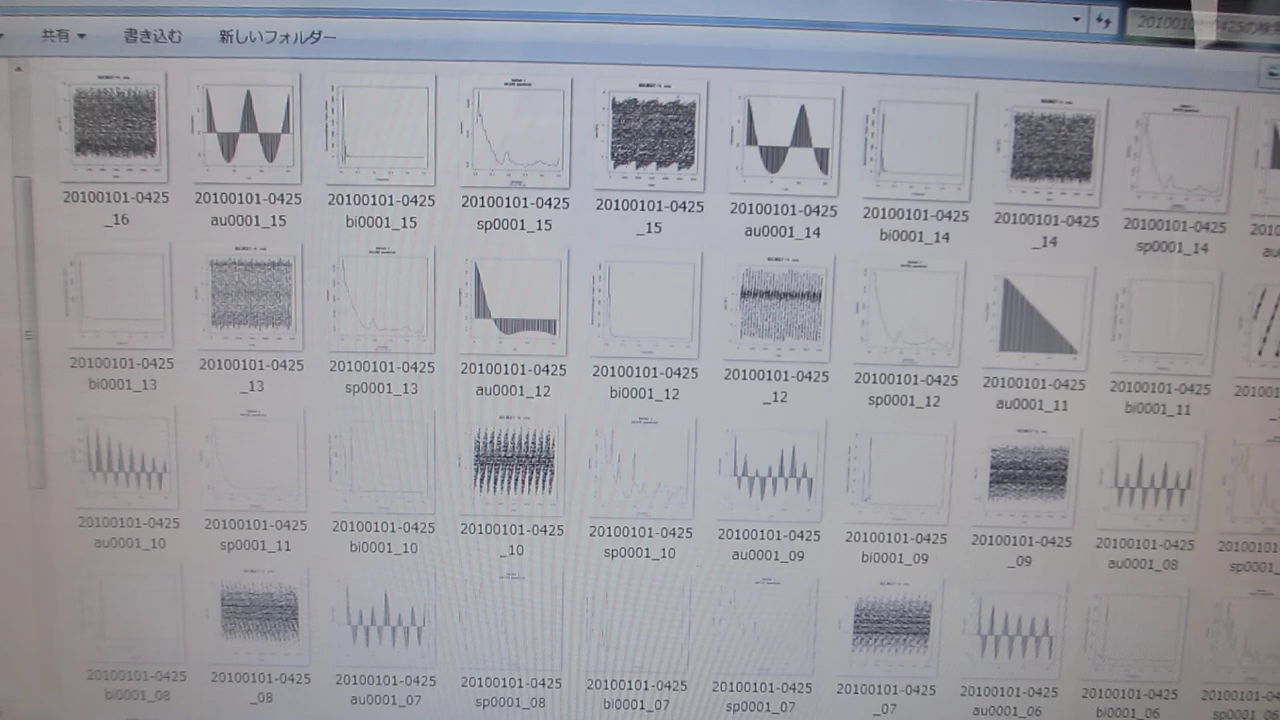 共有 書き込む 新しいフォルダー
20100101-0425
_16
20100101-0425
au0001_15
20100101-0425
bi0001_15
20100101-0425
sp0001_15
20100101-0425
_15
20100101-0425
au0001_14
20100101-0425
bi0001_14
20100101-0425
_14
20100101-0425
sp0001_14
20100101-0425
bi0001_13
20100101-0425
_13
20100101-0425
sp0001_13
20100101-0425
au0001_12
20100101-0425
bi0001_12
20100101-0425
_12
20100101-0425
sp0001_12
20100101-0425
au0001_11
20100101-0425
bi0001_11
20100101-0425
au0001_10
20100101-0425
sp0001_11
20100101-0425
bi0001_10
20100101-0425
_10
20100101-0425
sp0001_10
20100101-0425
au0001_09
20100101-0425
bi0001_09
20100101-0425
_09
20100101-0425
au0001_08
20100101-0425
bi0001_08
20100101-0425
_08
20100101-0425
au0001_07
20100101-0425
sp0001_08
20100101-0425
bi0001_07
20100101-0425
sp0001_07
20100101-0425
_07
20100101-0425
au0001_06
20100101-0425
bi0001_06